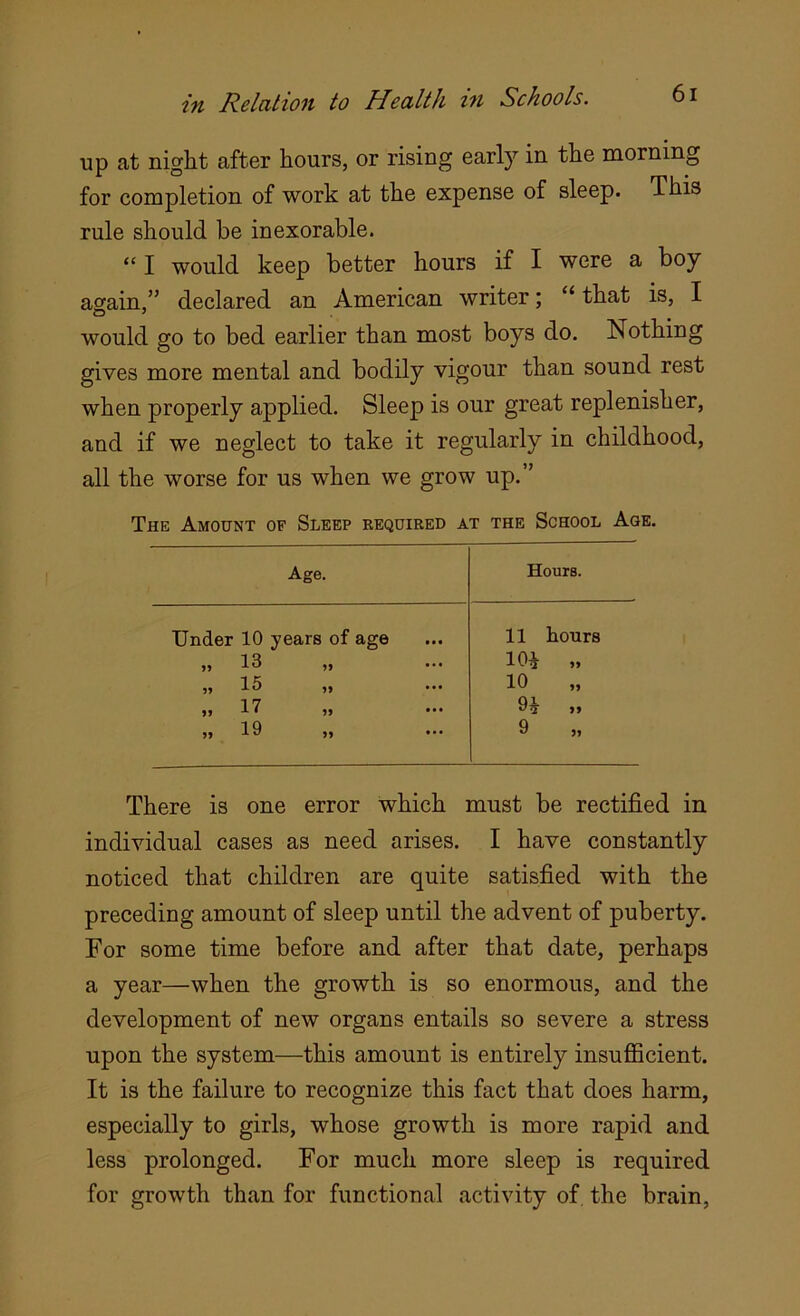 in Relation to Health in Schools. 61
up at night after hours, or rising early in the morning
for completion of work at the expense of sleep. This
rule should be inexorable.
“ I would keep better hours if I were a boy
again,” declared an American writer; “ that is, I
would go to bed earlier than most boys do. Nothing
gives more mental and bodily vigour than sound rest
when properly applied. Sleep is our great replenisher,
and if we neglect to take it regularly in childhood,
all the worse for us when we grow up.”
The Amount of Sleep required at the School Age.
Age. Hours.
Under 10 years of age ... 11 hours
„ 13 „ ... 10½ „
„ 15 „ ... 10 „
„ 17 „ ... 9½ „
„ 19 „ ... 9 „
There is one error which must be rectified in
individual cases as need arises. I have constantly
noticed that children are quite satisfied with the
preceding amount of sleep until the advent of puberty.
For some time before and after that date, perhaps
a year—when the growth is so enormous, and the
development of new organs entails so severe a stress
upon the system—this amount is entirely insufficient.
It is the failure to recognize this fact that does harm,
especially to girls, whose growth is more rapid and
less prolonged. For much more sleep is required
for growth than for functional activity of the brain,